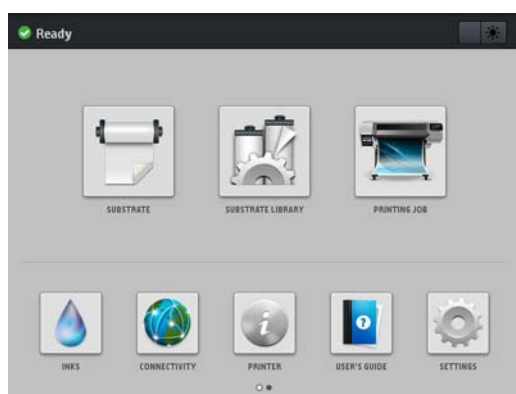 Ready
SUBSTRATE SUBSTRATE LIBRARY PRINTING JOB
INKS CONNECTIVITY PRINTER USER'S GUIDE SETTINGS